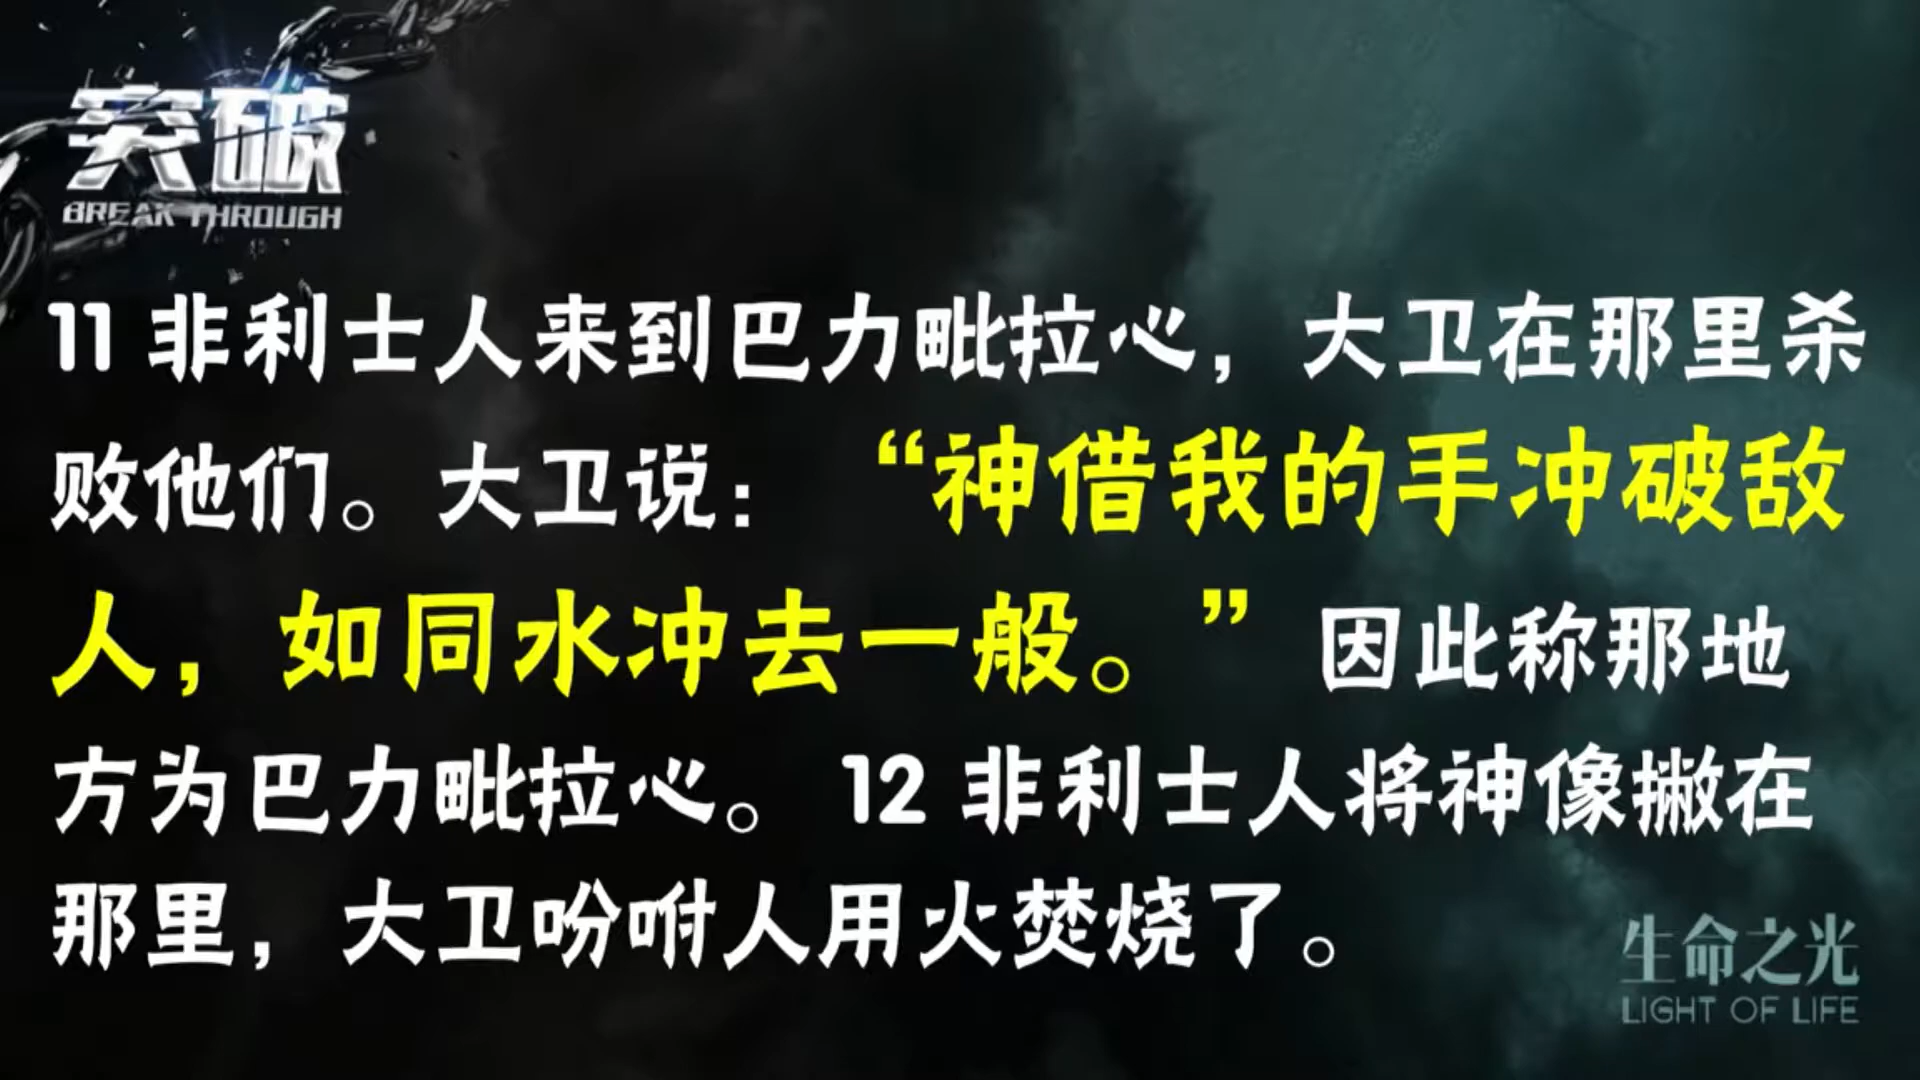 突破
BREAK THROUGH
11 非利士人来到巴力毗拉心，大卫在那里杀
败他们。大卫说：“神借我的手冲破敌
人，如同水冲去一般。”因此称那地
方为巴力毗拉心。 12 非利士人将神像撇在
那里，大卫吩咐人用火焚烧了。
生命之光
LIGHT OF LIFE